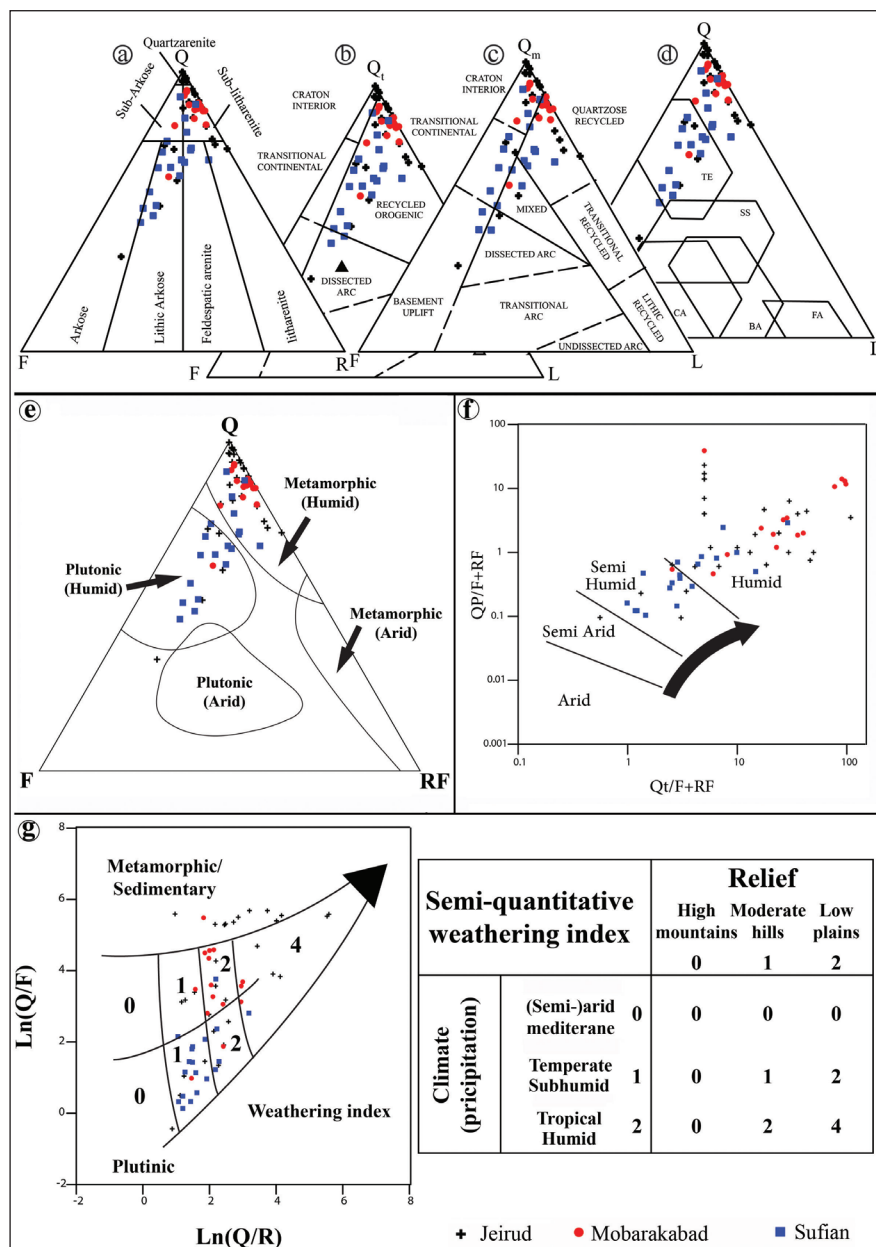 ⓐ
Quartzarenite
Q
Sub-Arkose
Sub-litharenite
Arkose
Lithic Arkose
Feldespatic arenite
litharenite
F
R
ⓑ
Qt
CRATON
INTERIOR
TRANSITIONAL
CONTINENTAL
RECYCLED
OROGENIC
DISSECTED
ARC
F
L
ⓒ
Qm
CRATON
INTERIOR
TRANSITIONAL
CONTINENTAL
QUARTZOSE
RECYCLED
MIXED
TRANSITIONAL
RECYCLED
DISSECTED ARC
BASEMENT
UPLIFT
TRANSITIONAL
ARC
LITHIC
RECYCLED
UNDISSECTED ARC
F
L
ⓓ
Q
TE
SS
CA
BA
FA
L
ⓔ
Q
Metamorphic
(Humid)
Plutonic
(Humid)
Metamorphic
(Arid)
Plutonic
(Arid)
F
RF
ⓕ
QP/F+RF
100
10
1
0.1
0.01
0.001
Semi
Humid
Humid
Semi Arid
Arid
0.1
1
10
100
Qt/F+RF
ⓖ
Ln(Q/F)
8
6
4
2
0
-2
Metamorphic/
Sedimentary
4
2
1
0
1
2
0
Weathering index
Plutinic
-2
0
2
4
6
8
Ln(Q/R)
Semi-quantitative
weathering index
Relief
High
mountains
Moderate
hills
Low
plains
0 1 2
Climate
(pricipitation)
(Semi-)arid
mediterane
0 0 0 0
Temperate
Subhumid
1 0 1 2
Tropical
Humid
2 0 2 4
Jeirud
Mobarakabad
Sufian